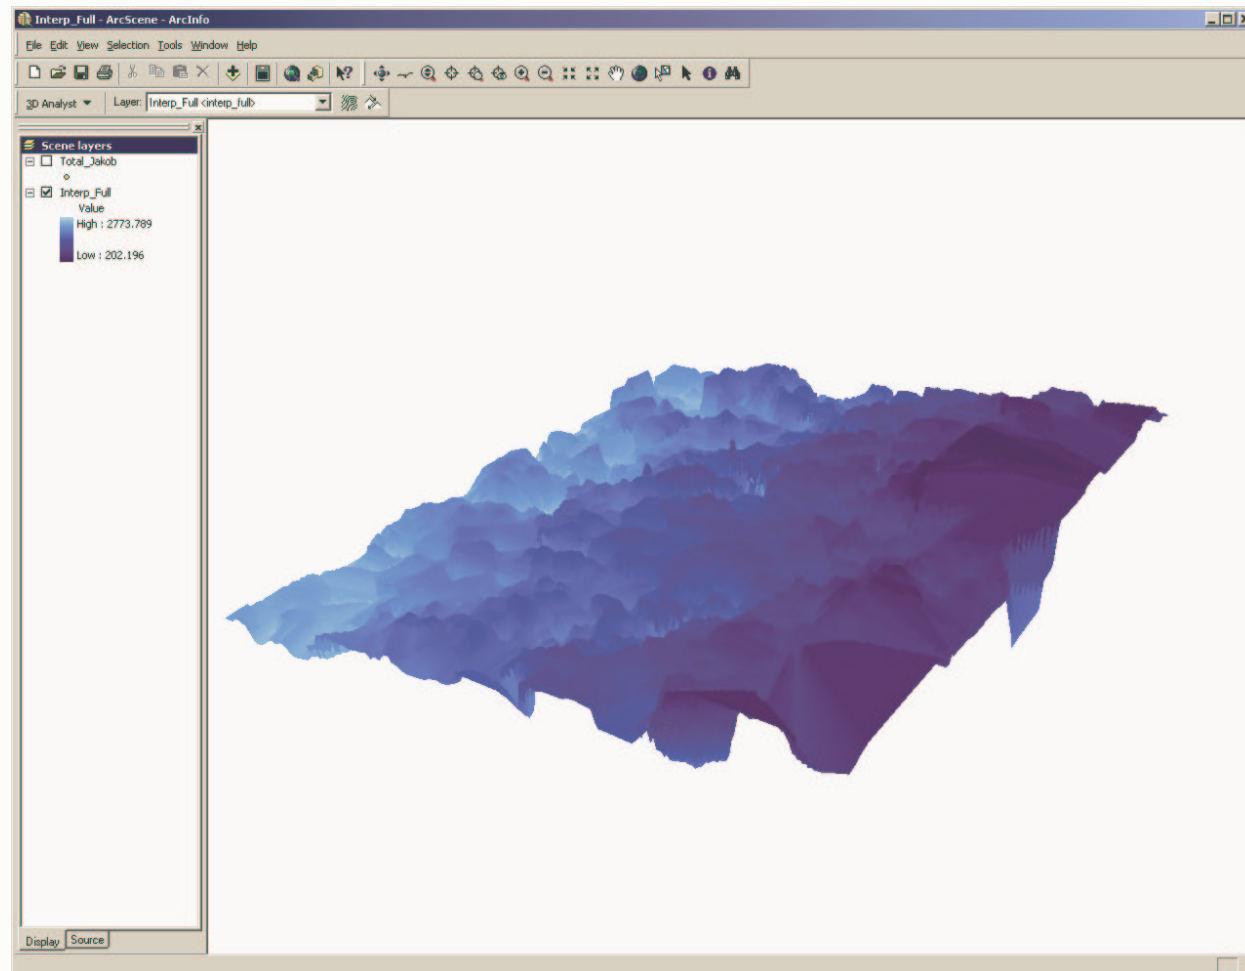 Interp_Full - ArcScene - ArcInfo
File Edit View Selection Tools Window Help
3D Analyst Layer: Interp_Full <interp_full>
Scene layers
Total_Jakob
Interp_Full
Value
High : 2773.789
Low : 202.196
Display Source